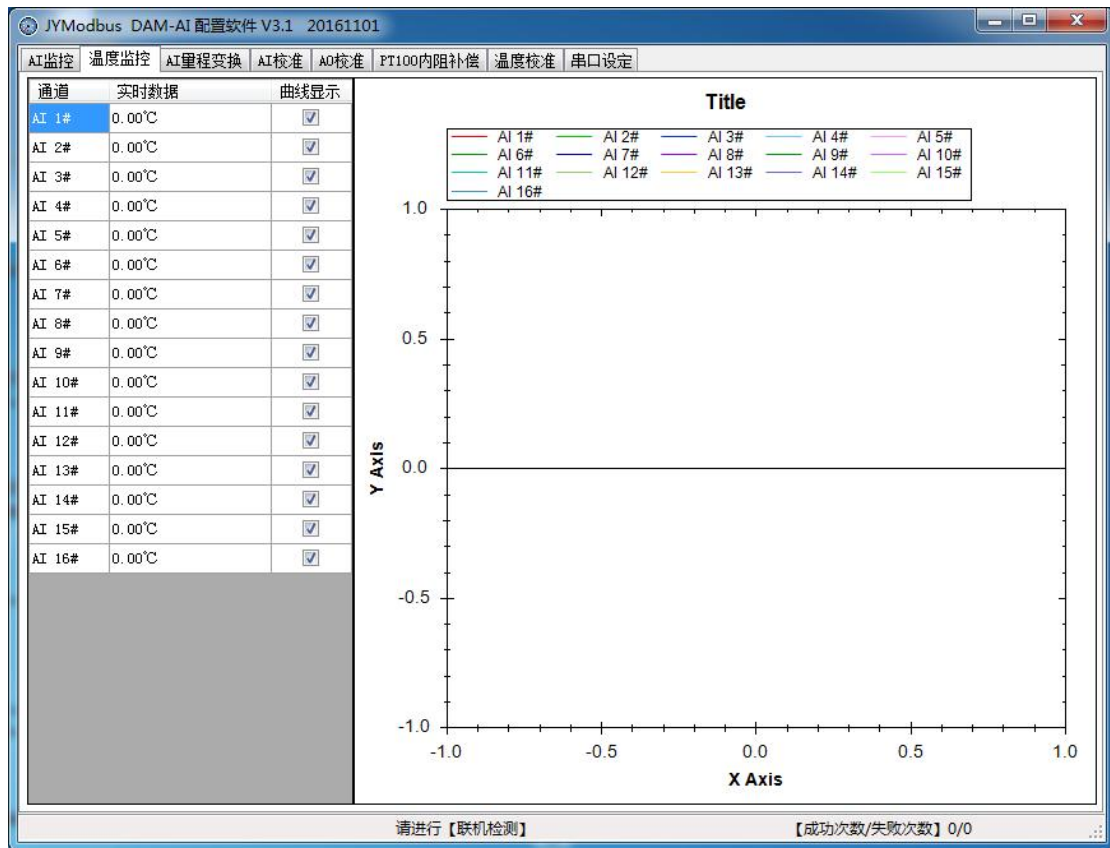 JYModbus DAM-AI 配置软件 V3.1 20161101
AI监控 温度监控 AI量程变换 AI校准 AO校准 PT100内阻补偿 温度校准 串口设定
通道 实时数据 曲线显示
AI 1# 0.00℃
AI 2# 0.00℃
AI 3# 0.00℃
AI 4# 0.00℃
AI 5# 0.00℃
AI 6# 0.00℃
AI 7# 0.00℃
AI 8# 0.00℃
AI 9# 0.00℃
AI 10# 0.00℃
AI 11# 0.00℃
AI 12# 0.00℃
AI 13# 0.00℃
AI 14# 0.00℃
AI 15# 0.00℃
AI 16# 0.00℃
Title
AI 1# AI 2# AI 3# AI 4# AI 5#
AI 6# AI 7# AI 8# AI 9# AI 10#
AI 11# AI 12# AI 13# AI 14# AI 15#
AI 16#
1.0
0.5
0.0
-0.5
-1.0
Y Axis
-1.0 -0.5 0.0 0.5 1.0
X Axis
请进行【联机检测】 【成功次数/失败次数】0/0